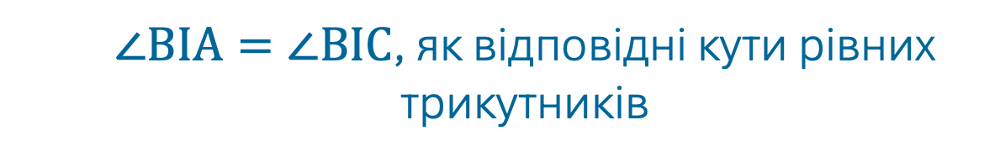 ∠BIA = ∠BIC, як відповідні кути рівних
трикутників